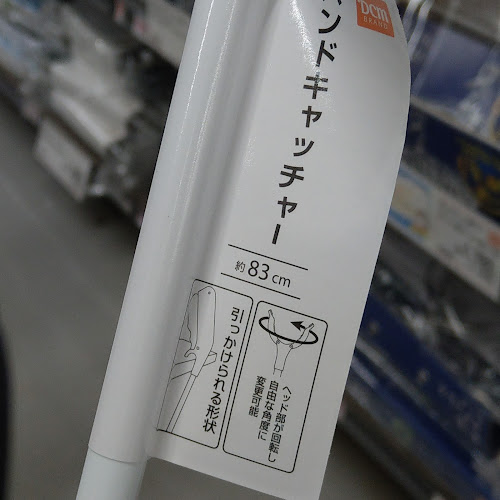 DCM
BRAND
ンドキャッチャー
約83cm
引っかけられる形状
ヘッド部が回転し
自由な角度に
変更可能